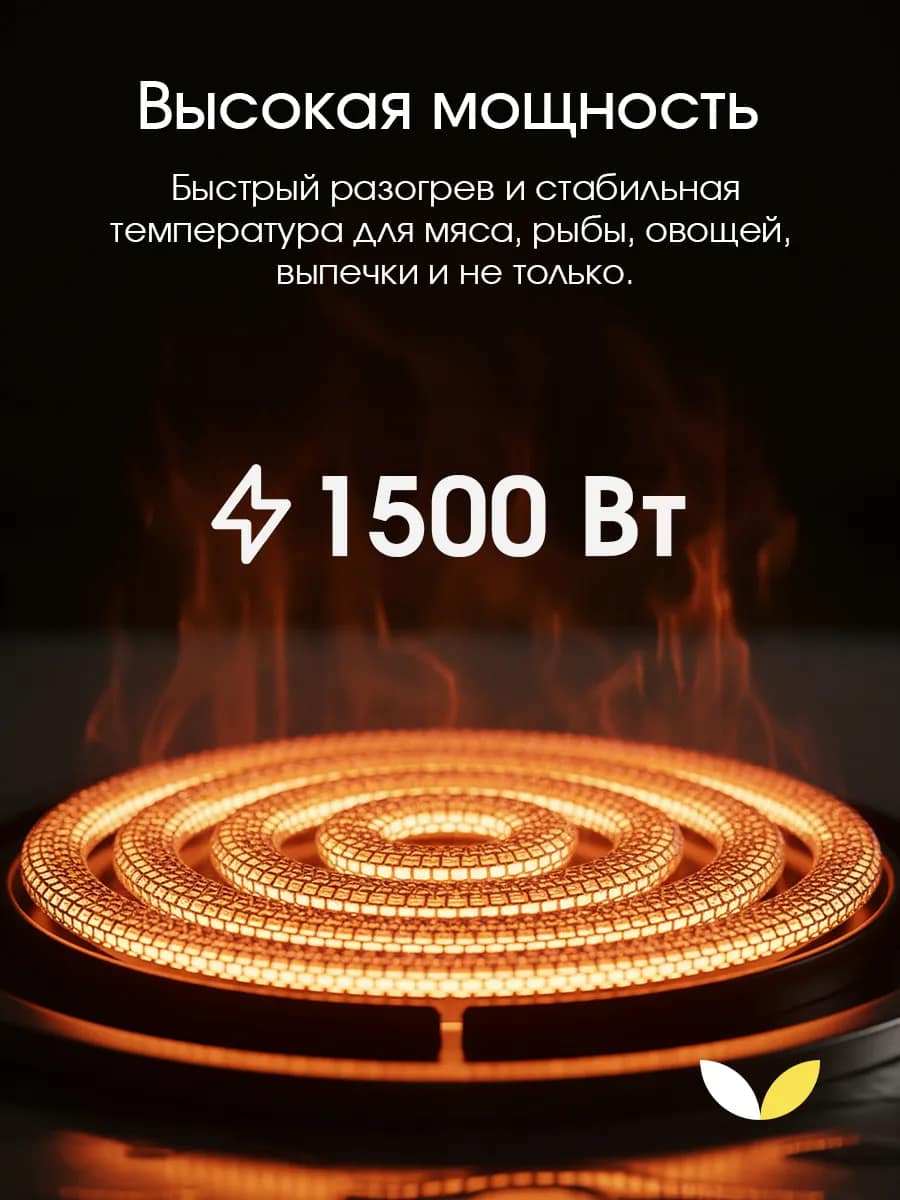 Высокая мощность
Быстрый разогрев и стабильная
температура для мяса, рыбы, овощей,
выпечки и не только.
1500 Вт